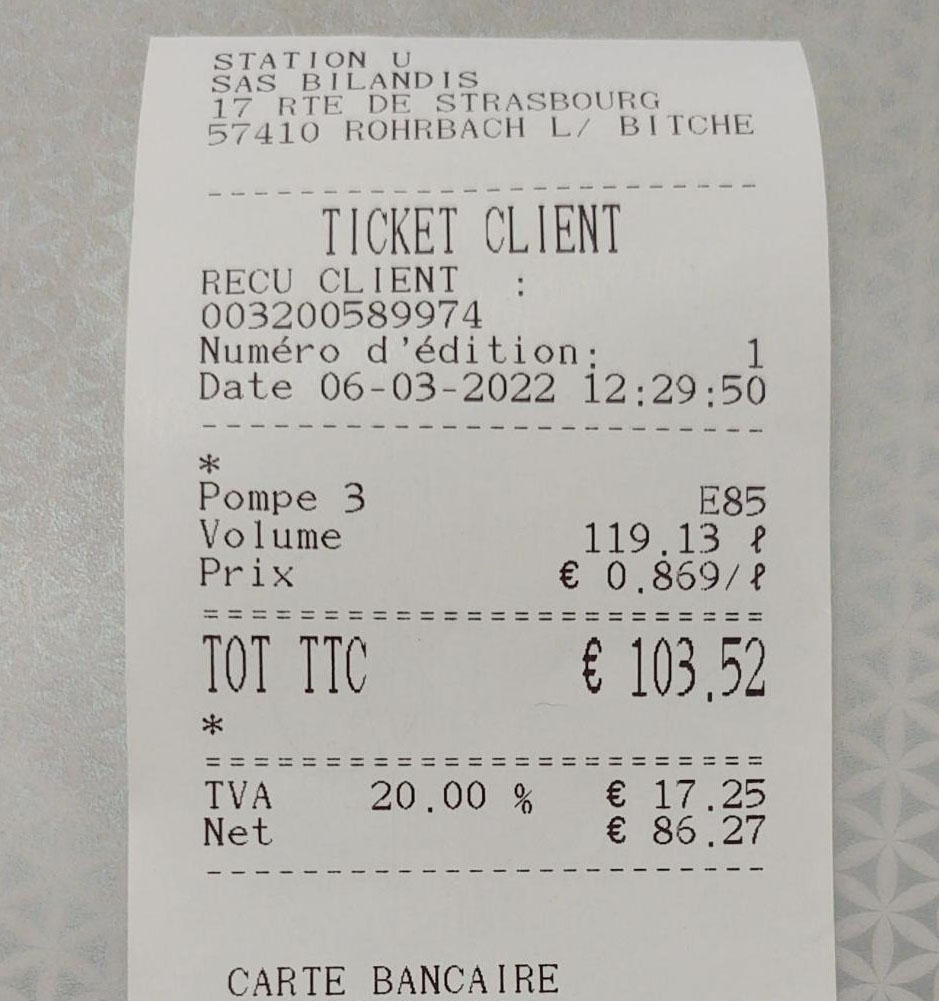 STATION U
SAS BILANDIS
17 RTE DE STRASBOURG
57410 ROHRBACH L/ BITCHE
------------------------
TICKET CLIENT
RECU CLIENT :
003200589974
Numéro d'édition: 1
Date 06-03-2022 12:29:50
------------------------
*
Pompe 3 E85
Volume 119.13 ℓ
Prix € 0.869/ℓ
========================
TOT TTC € 103.52
*
========================
TVA 20.00 % € 17.25
Net € 86.27
------------------------
CARTE BANCAIRE